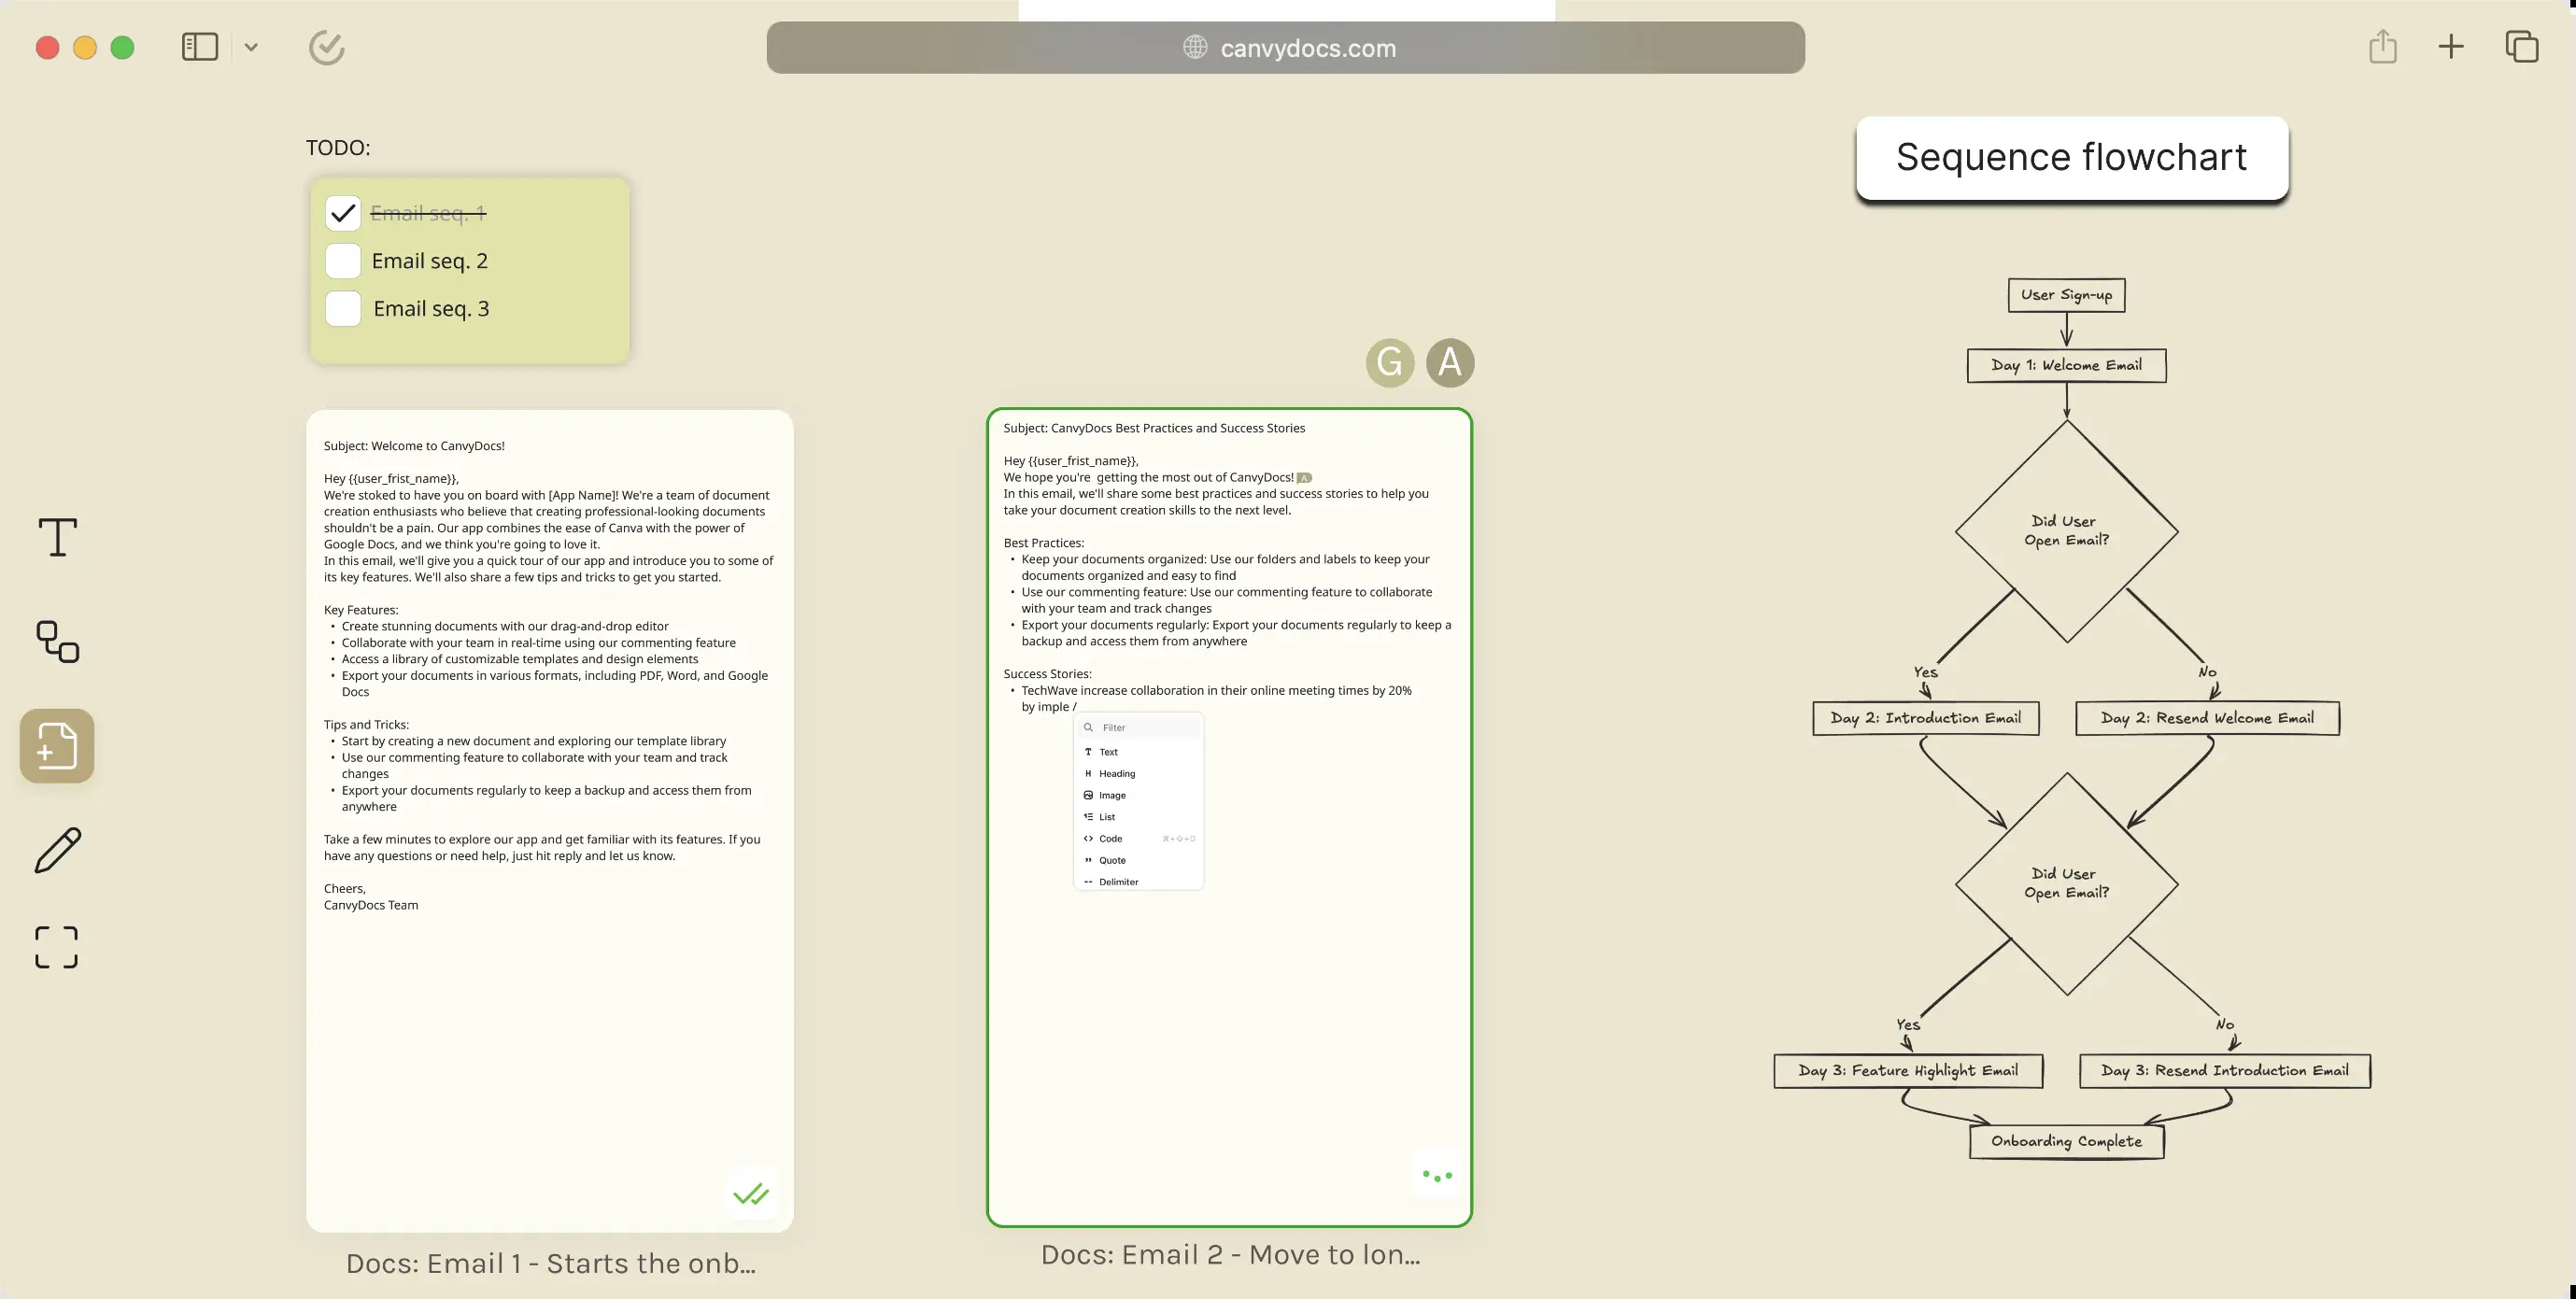 canvydocs.com
TODO:
Email seq. 1
Email seq. 2
Email seq. 3
Sequence flowchart
G A
Subject: Welcome to CanvyDocs!
Hey {{user_frist_name}},
We're stoked to have you on board with [App Name]! We're a team of document
creation enthusiasts who believe that creating professional-looking documents
shouldn't be a pain. Our app combines the ease of Canva with the power of
Google Docs, and we think you're going to love it.
In this email, we'll give you a quick tour of our app and introduce you to some of
its key features. We'll also share a few tips and tricks to get you started.
Key Features:
• Create stunning documents with our drag-and-drop editor
• Collaborate with your team in real-time using our commenting feature
• Access a library of customizable templates and design elements
• Export your documents in various formats, including PDF, Word, and Google
Docs
Tips and Tricks:
• Start by creating a new document and exploring our template library
• Use our commenting feature to collaborate with your team and track
changes
• Export your documents regularly to keep a backup and access them from
anywhere
Take a few minutes to explore our app and get familiar with its features. If you
have any questions or need help, just hit reply and let us know.
Cheers,
CanvyDocs Team
Docs: Email 1 - Starts the onb...
Subject: CanvyDocs Best Practices and Success Stories
Hey {{user_frist_name}},
We hope you're getting the most out of CanvyDocs! A
In this email, we'll share some best practices and success stories to help you
take your document creation skills to the next level.
Best Practices:
• Keep your documents organized: Use our folders and labels to keep your
documents organized and easy to find
• Use our commenting feature: Use our commenting feature to collaborate
with your team and track changes
• Export your documents regularly: Export your documents regularly to keep a
backup and access them from anywhere
Success Stories:
• TechWave increase collaboration in their online meeting times by 20%
by imple /
Filter
T Text
H Heading
Image
List
<> Code ⌘+⇧+D
" Quote
-- Delimiter
Docs: Email 2 - Move to lon...
User Sign-up
Day 1: Welcome Email
Did User
Open Email?
Yes
No
Day 2: Introduction Email
Day 2: Resend Welcome Email
Did User
Open Email?
Yes
No
Day 3: Feature Highlight Email
Day 3: Resend Introduction Email
Onboarding Complete